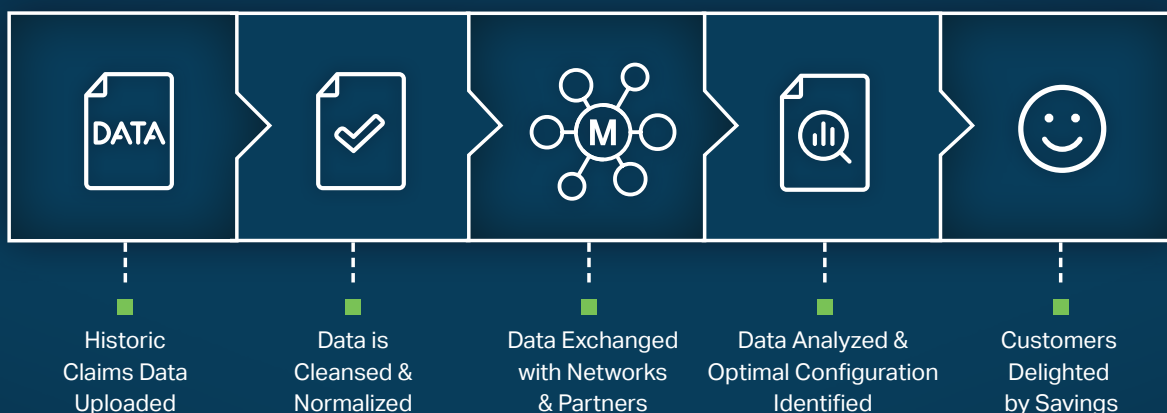 DATA
M
Historic
Claims Data
Uploaded
Data is
Cleansed &
Normalized
Data Exchanged
with Networks
& Partners
Data Analyzed &
Optimal Configuration
Identified
Customers
Delighted
by Savings